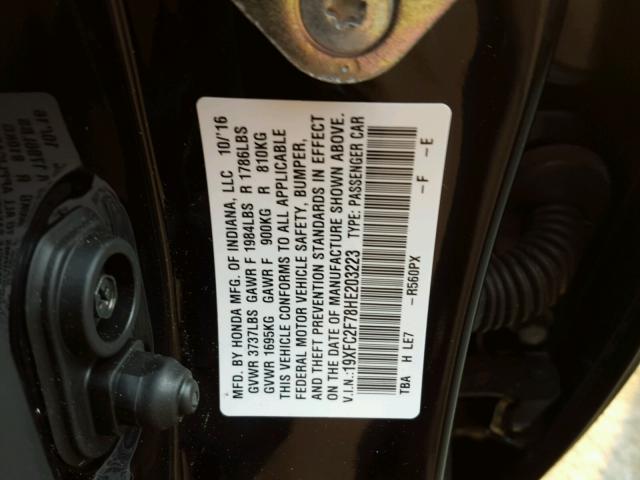 MFD. BY HONDA MFG. OF INDIANA, LLC 10/'16
GVWR 3737LBS GAWR F 1984LBS R 1786LBS
GVWR 1695KG GAWR F 900KG R 810KG
THIS VEHICLE CONFORMS TO ALL APPLICABLE
FEDERAL MOTOR VEHICLE SAFETY, BUMPER,
AND THEFT PREVENTION STANDARDS IN EFFECT
ON THE DATE OF MANUFACTURE SHOWN ABOVE.
V.I.N.:19XFC2F78HE203223 TYPE: PASSENGER CAR
TBA H LE7 -R560PX -F -E